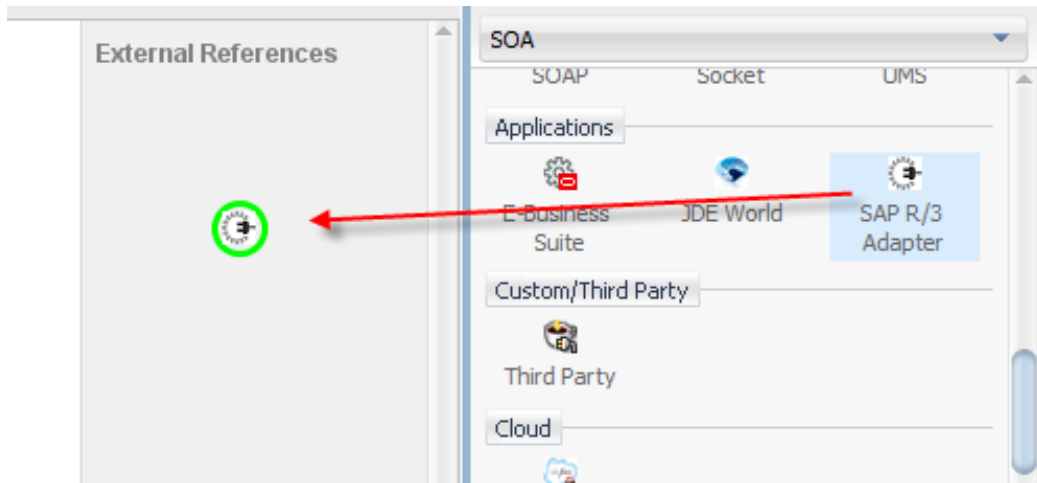 External References
SOA
SOAP Socket UMS
Applications
E-Business JDE World SAP R/3
Suite Adapter
Custom/Third Party
Third Party
Cloud